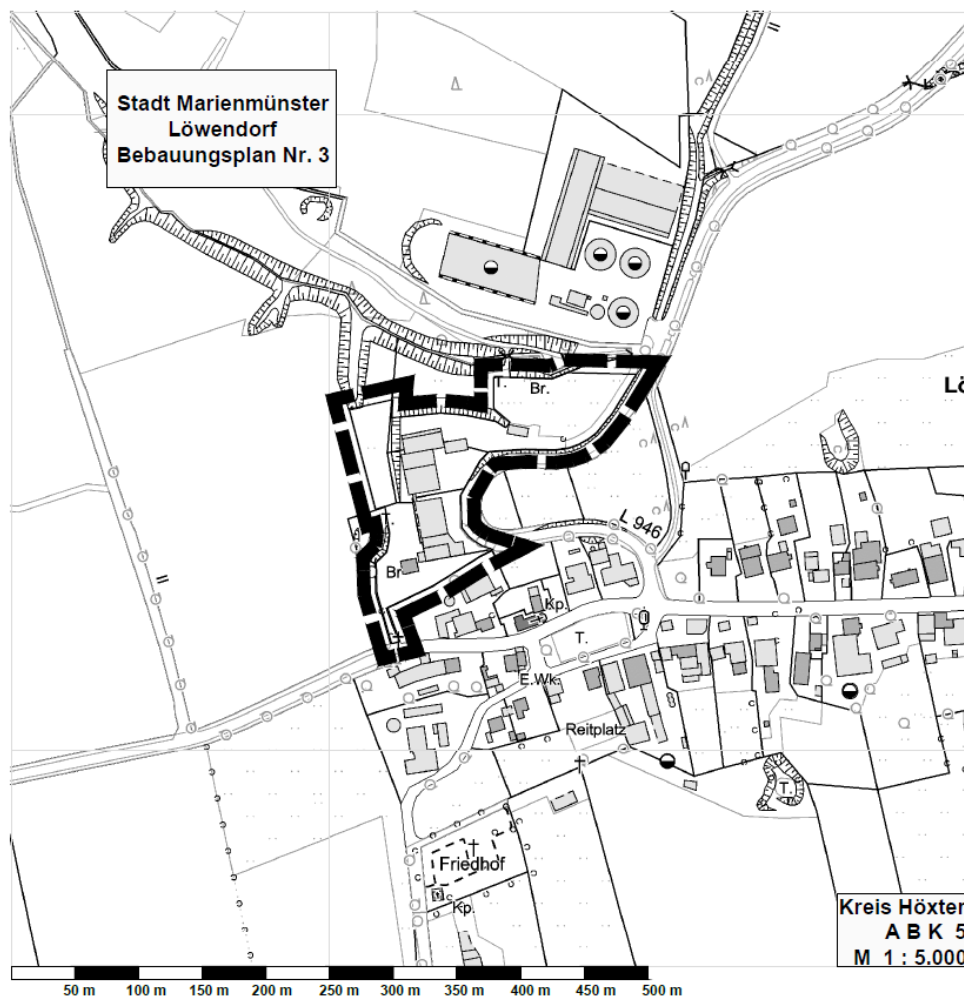 Stadt Marienmünster
Löwendorf
Bebauungsplan Nr. 3
T.
Br.
Lö
T.
L 946
Br
Kp.
T.
E.Wk.
Reitplatz
T.
Friedhof
Kp.
Kreis Höxter
A B K 5
M 1 : 5.000
50 m 100 m 150 m 200 m 250 m 350 m 400 m 450 m 500 m
300 m